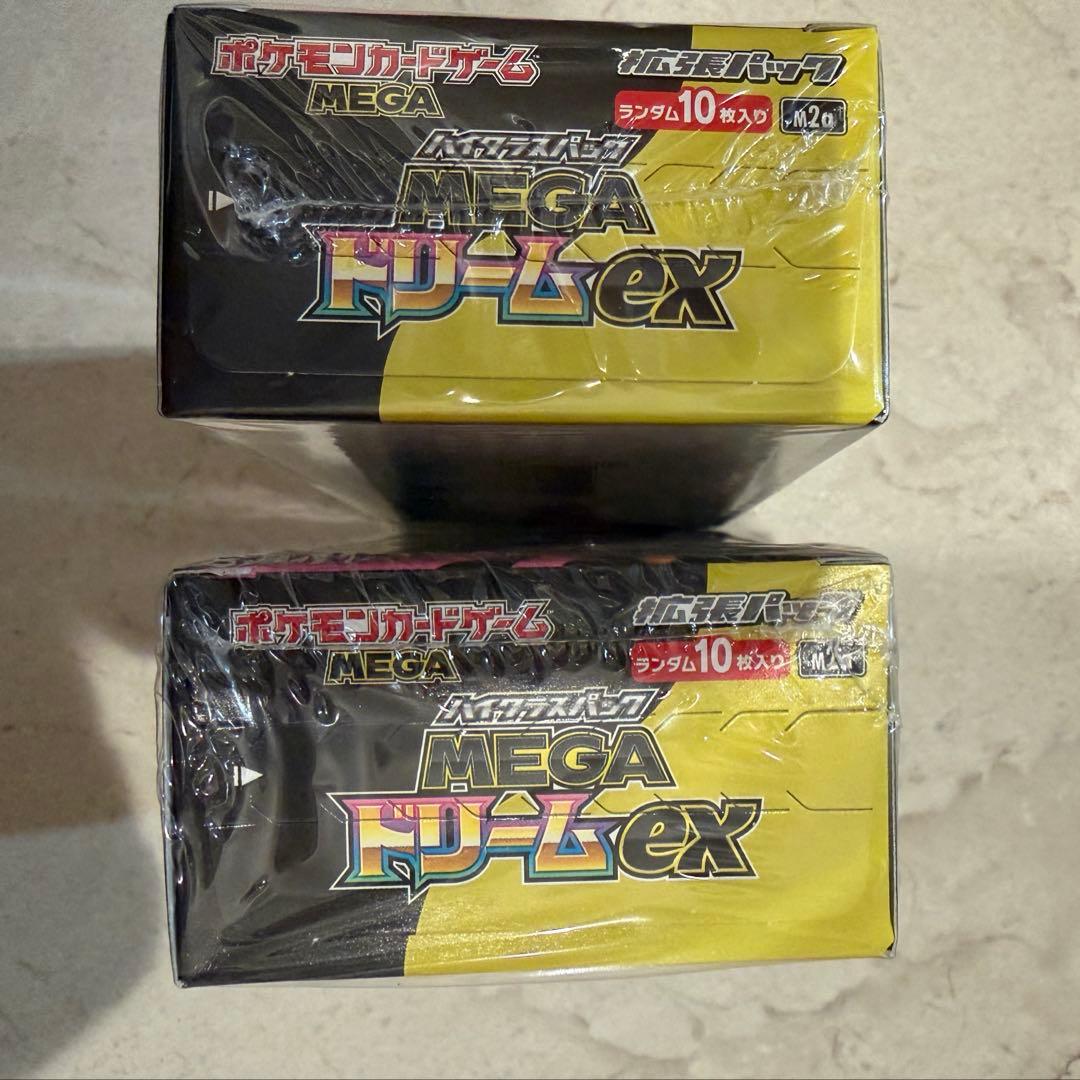 ポケモンカードゲーム
MEGA
拡張パック
ランダム10枚入り M2a
ハイクラスパック
MEGA
ドリームex
ポケモンカードゲーム
MEGA
拡張パック
ランダム10枚入り
ハイクラスパック
MEGA
ドリームex